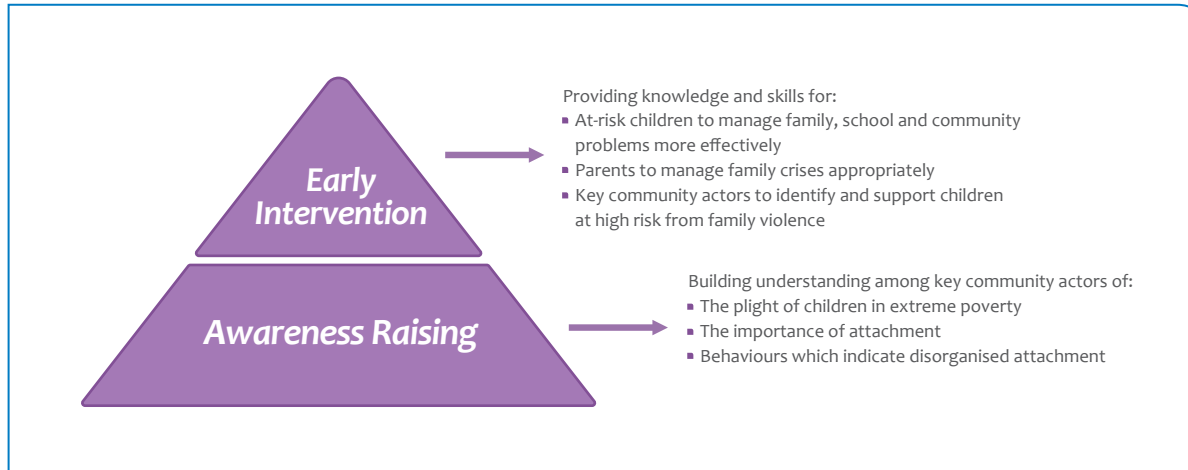 Early
Intervention
Providing knowledge and skills for:
▪ At-risk children to manage family, school and community
problems more effectively
▪ Parents to manage family crises appropriately
▪ Key community actors to identify and support children
at high risk from family violence
Awareness Raising
Building understanding among key community actors of:
▪ The plight of children in extreme poverty
▪ The importance of attachment
▪ Behaviours which indicate disorganised attachment